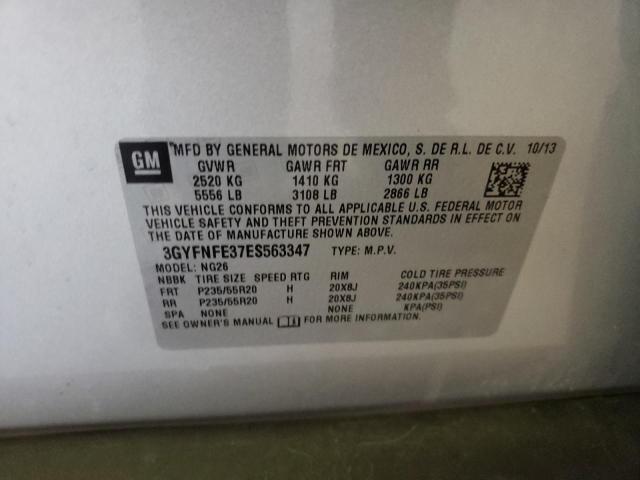 GM
MFD BY GENERAL MOTORS DE MEXICO, S. DE R.L. DE C.V. 10/13
GVWR GAWR FRT GAWR RR
2520 KG 1410 KG 1300 KG
5556 LB 3108 LB 2866 LB
THIS VEHICLE CONFORMS TO ALL APPLICABLE U.S. FEDERAL MOTOR
VEHICLE SAFETY AND THEFT PREVENTION STANDARDS IN EFFECT ON
THE DATE OF MANUFACTURE SHOWN ABOVE.
3GYFNFE37ES563347 TYPE: M.P.V.
MODEL: NG26
NBBK TIRE SIZE SPEED RTG RIM COLD TIRE PRESSURE
FRT P235/55R20 H 20X8J 240KPA(35PSI)
RR P235/55R20 H 20X8J 240KPA(35PSI)
SPA NONE NONE KPA(PSI)
SEE OWNER'S MANUAL FOR MORE INFORMATION.